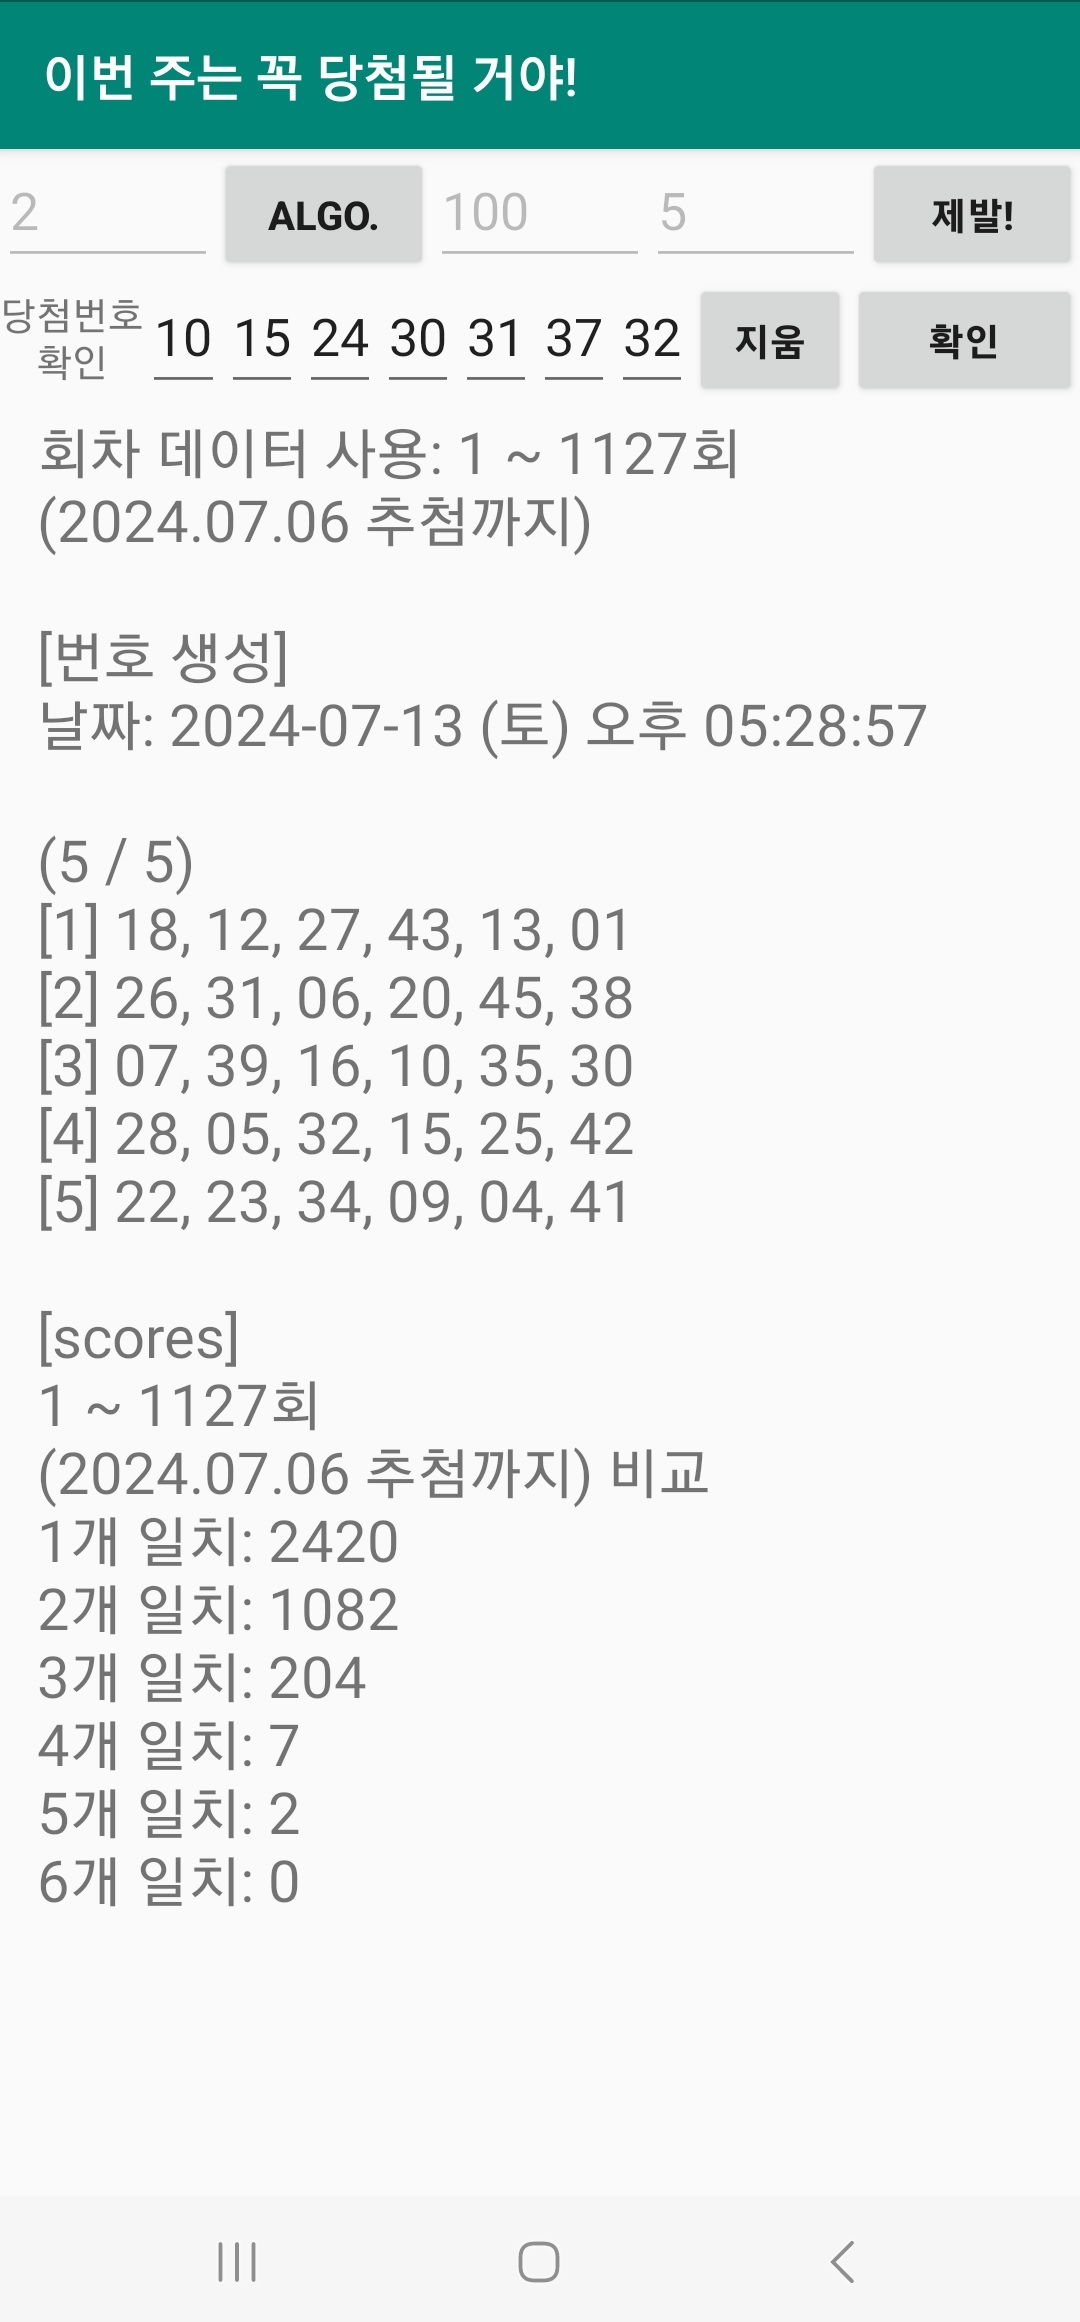 이번 주는 꼭 당첨될 거야!
2 ALGO. 100 5 제발!
당첨번호
확인 10 15 24 30 31 37 32 지움 확인
회차 데이터 사용: 1 ~ 1127회
(2024.07.06 추첨까지)
[번호 생성]
날짜: 2024-07-13 (토) 오후 05:28:57
(5 / 5)
[1] 18, 12, 27, 43, 13, 01
[2] 26, 31, 06, 20, 45, 38
[3] 07, 39, 16, 10, 35, 30
[4] 28, 05, 32, 15, 25, 42
[5] 22, 23, 34, 09, 04, 41
[scores]
1 ~ 1127회
(2024.07.06 추첨까지) 비교
1개 일치: 2420
2개 일치: 1082
3개 일치: 204
4개 일치: 7
5개 일치: 2
6개 일치: 0